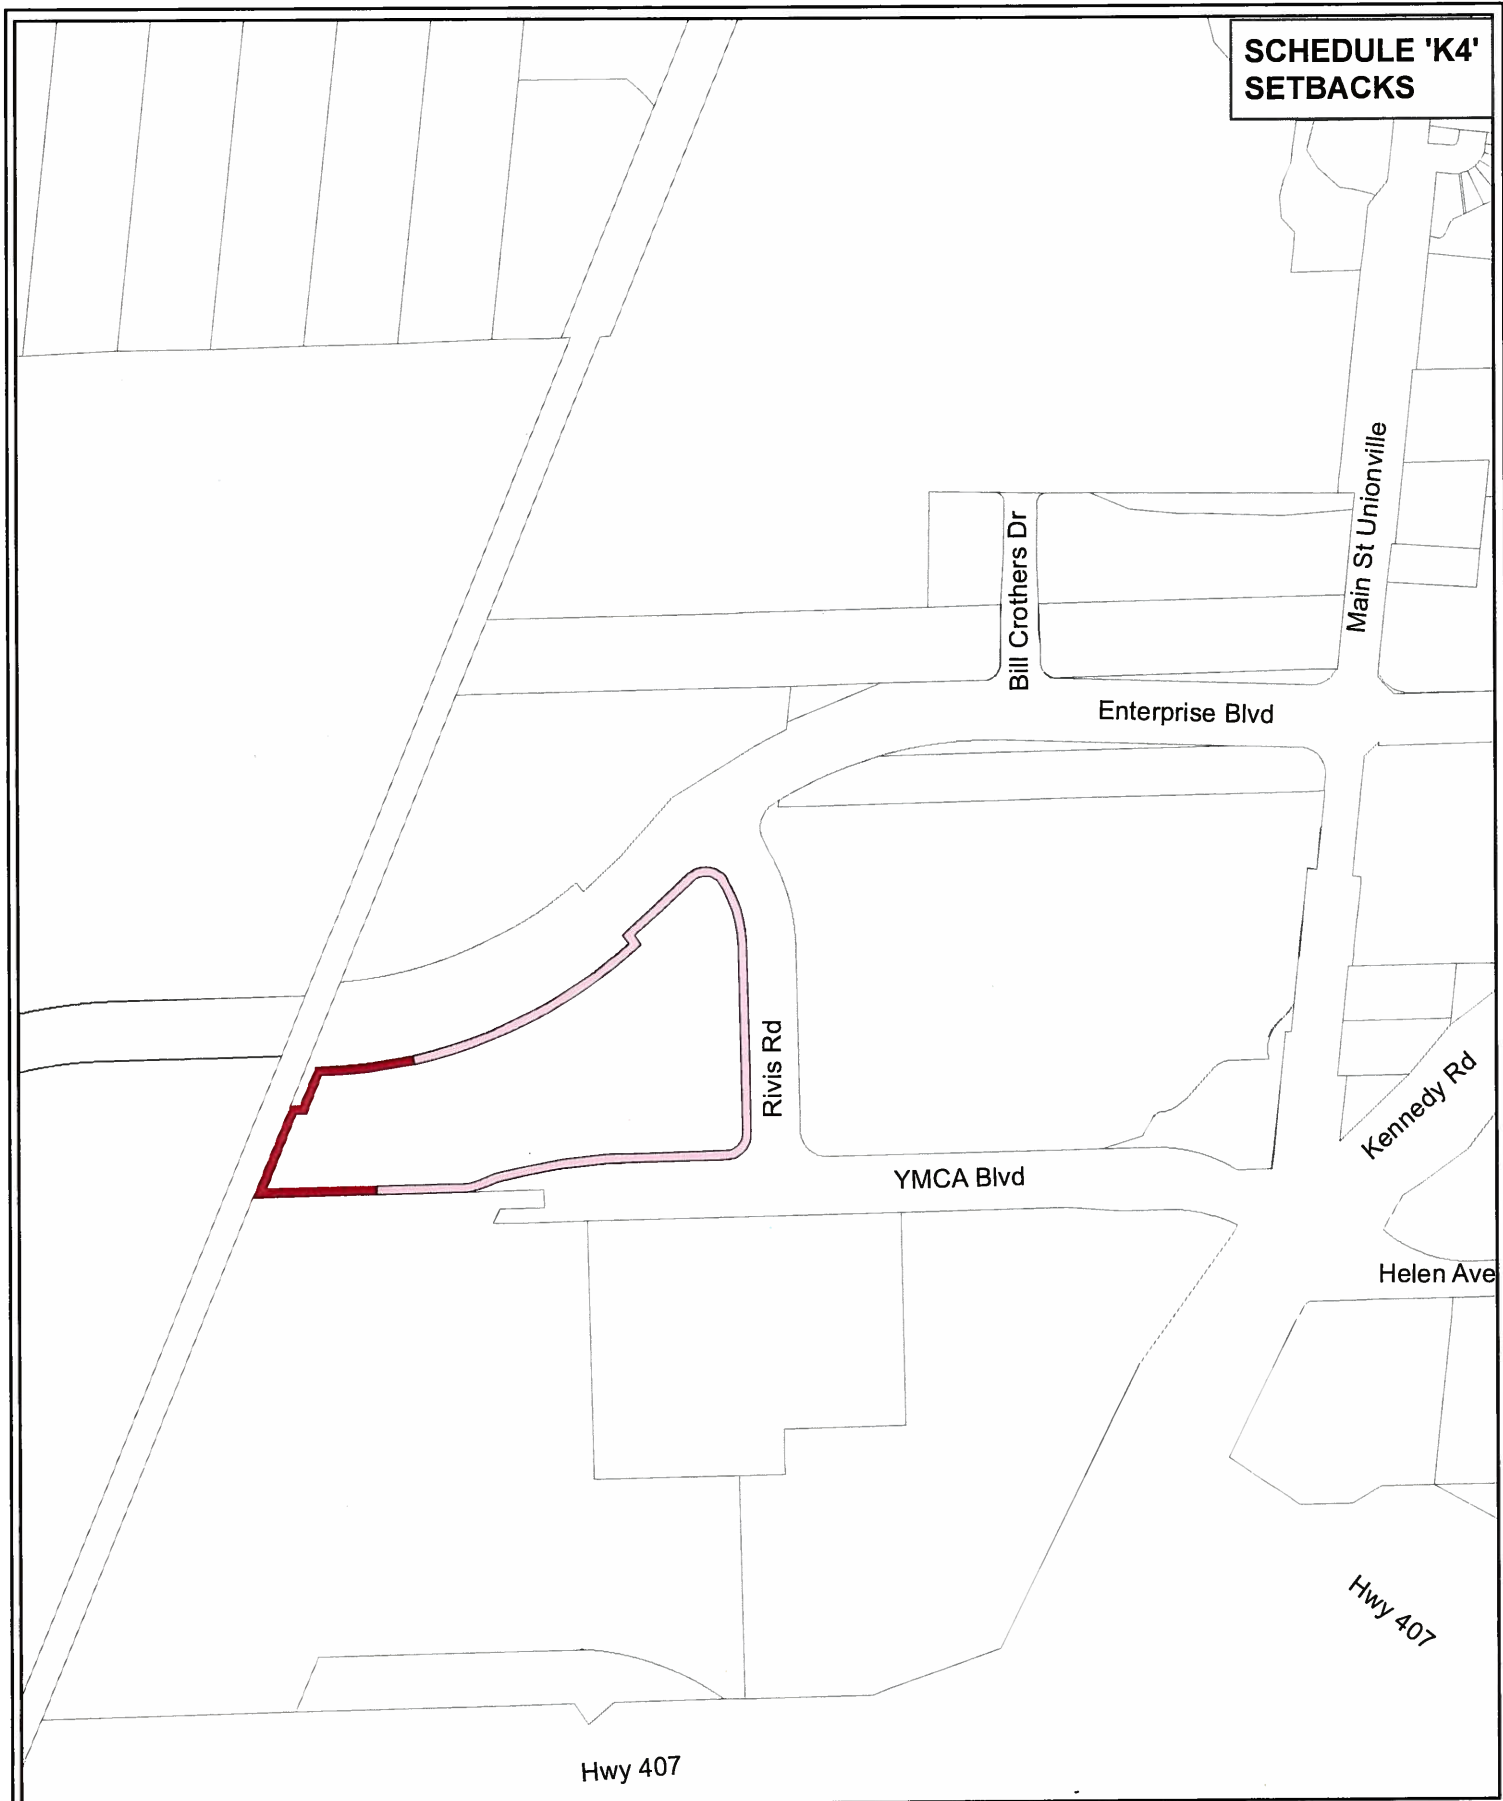 SCHEDULE 'K4'
SETBACKS
Main St Unionville
Bill Crothers Dr
Enterprise Blvd
Rivis Rd
Kennedy Rd
YMCA Blvd
Helen Ave
Hwy 407
Hwy 407